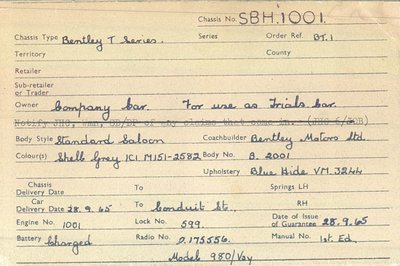 Chassis No. SBH.1001.
Chassis Type Bentley T Series. Series Order Ref. BT.1
Territory County
Retailer
Sub-retailer
or Trader
Owner Company Car. For use as Trials Car.
Body Style Standard Saloon Coachbuilder Bentley Motors Ltd
Colour(s) Shell Grey ICI M151-2582 Body No. B. 2001
Upholstery Blue Hide VM.3244
Chassis
Delivery Date To Springs LH
Car
Delivery Date 28.9.65 To Conduit St. RH
Engine No. 1001 Lock No. 599. Date of Issue
of Guarantee 28.9.65
Battery Charged Radio No. D.175556. Manual No. 1st. Ed.
Model 980/Vay